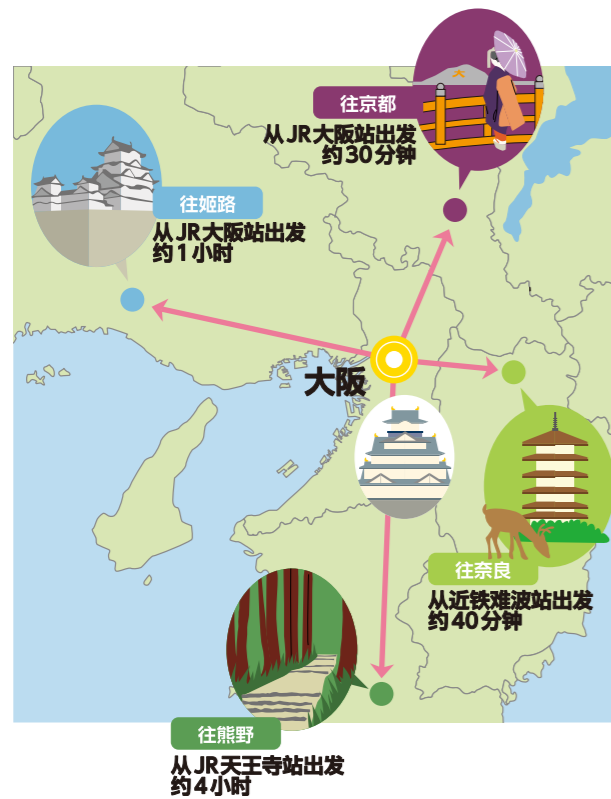 往京都
从JR大阪站出发
约30分钟
往姬路
从JR大阪站出发
约1小时
大阪
往奈良
从近铁难波站出发
约40分钟
往熊野
从JR天王寺站出发
约4小时